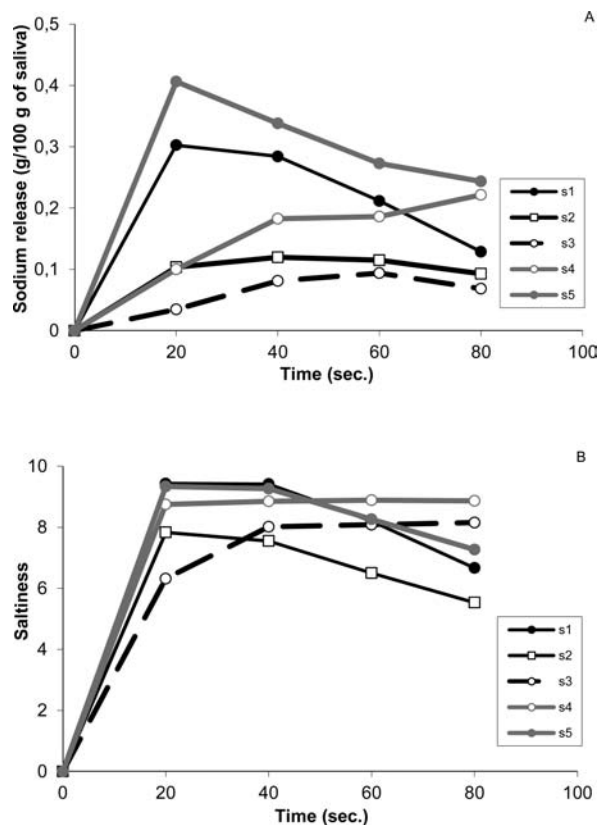 A
0,5
0,4
0,3
0,2
0,1
0
Sodium release (g/100 g of saliva)
s1
s2
s3
s4
s5
0 20 40 60 80 100
Time (sec.)
B
10
8
6
4
2
0
Saltiness
s1
s2
s3
s4
s5
0 20 40 60 80 100
Time (sec.)